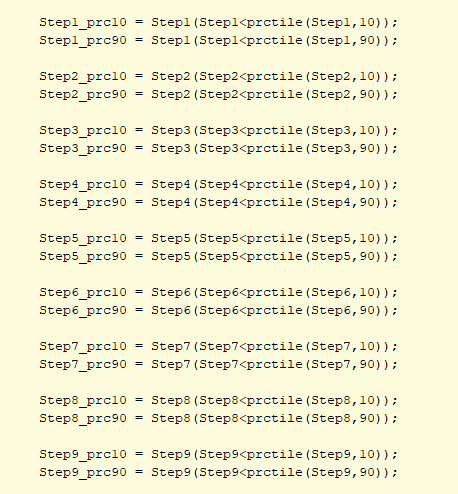 Step1_prc10 = Step1(Step1<prctile(Step1,10));
Step1_prc90 = Step1(Step1<prctile(Step1,90));
Step2_prc10 = Step2(Step2<prctile(Step2,10));
Step2_prc90 = Step2(Step2<prctile(Step2,90));
Step3_prc10 = Step3(Step3<prctile(Step3,10));
Step3_prc90 = Step3(Step3<prctile(Step3,90));
Step4_prc10 = Step4(Step4<prctile(Step4,10));
Step4_prc90 = Step4(Step4<prctile(Step4,90));
Step5_prc10 = Step5(Step5<prctile(Step5,10));
Step5_prc90 = Step5(Step5<prctile(Step5,90));
Step6_prc10 = Step6(Step6<prctile(Step6,10));
Step6_prc90 = Step6(Step6<prctile(Step6,90));
Step7_prc10 = Step7(Step7<prctile(Step7,10));
Step7_prc90 = Step7(Step7<prctile(Step7,90));
Step8_prc10 = Step8(Step8<prctile(Step8,10));
Step8_prc90 = Step8(Step8<prctile(Step8,90));
Step9_prc10 = Step9(Step9<prctile(Step9,10));
Step9_prc90 = Step9(Step9<prctile(Step9,90));